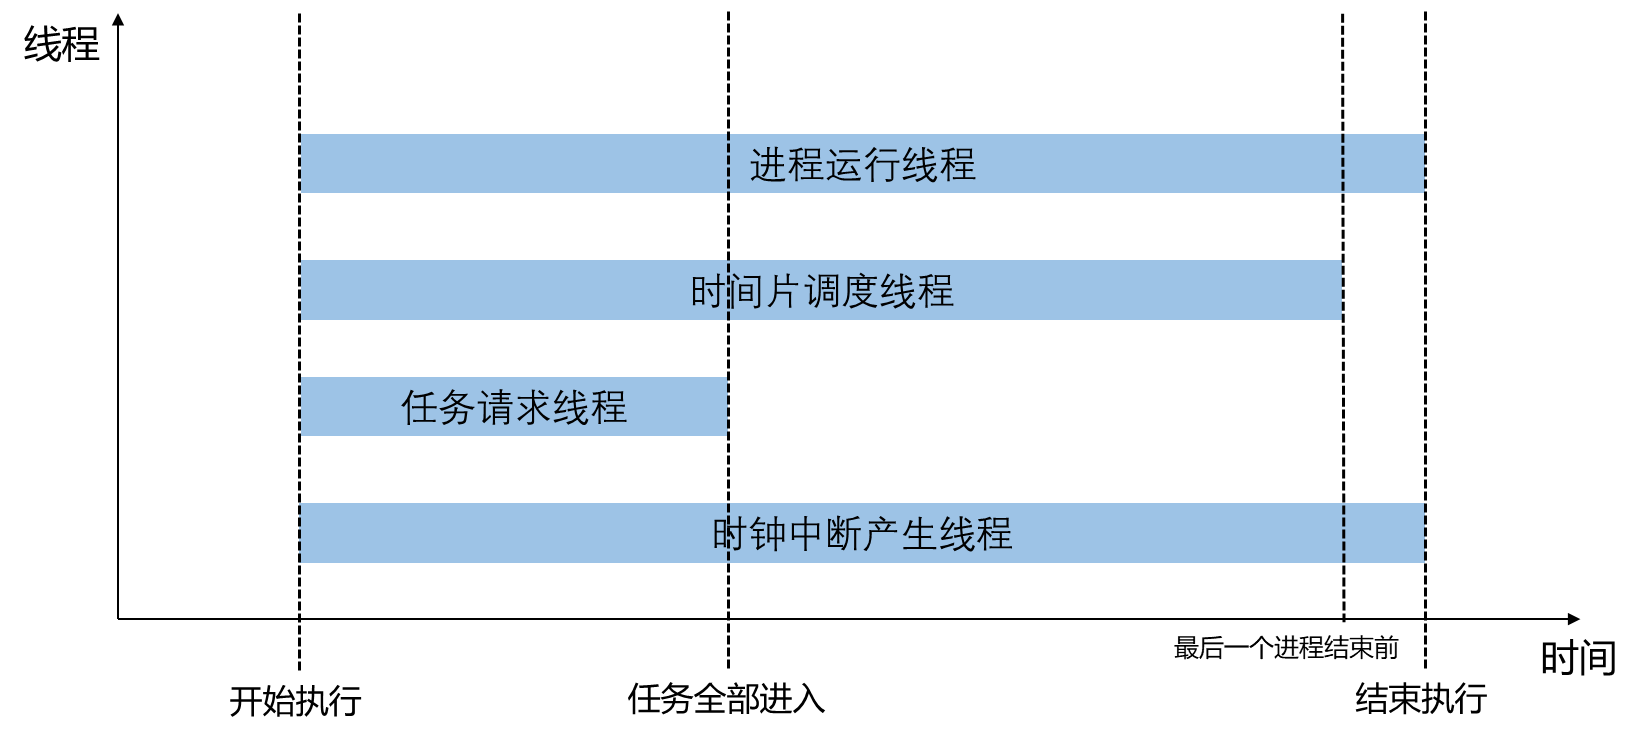 线程
进程运行线程
时间片调度线程
任务请求线程
时钟中断产生线程
最后一个进程结束前
时间
开始执行
任务全部进入
结束执行